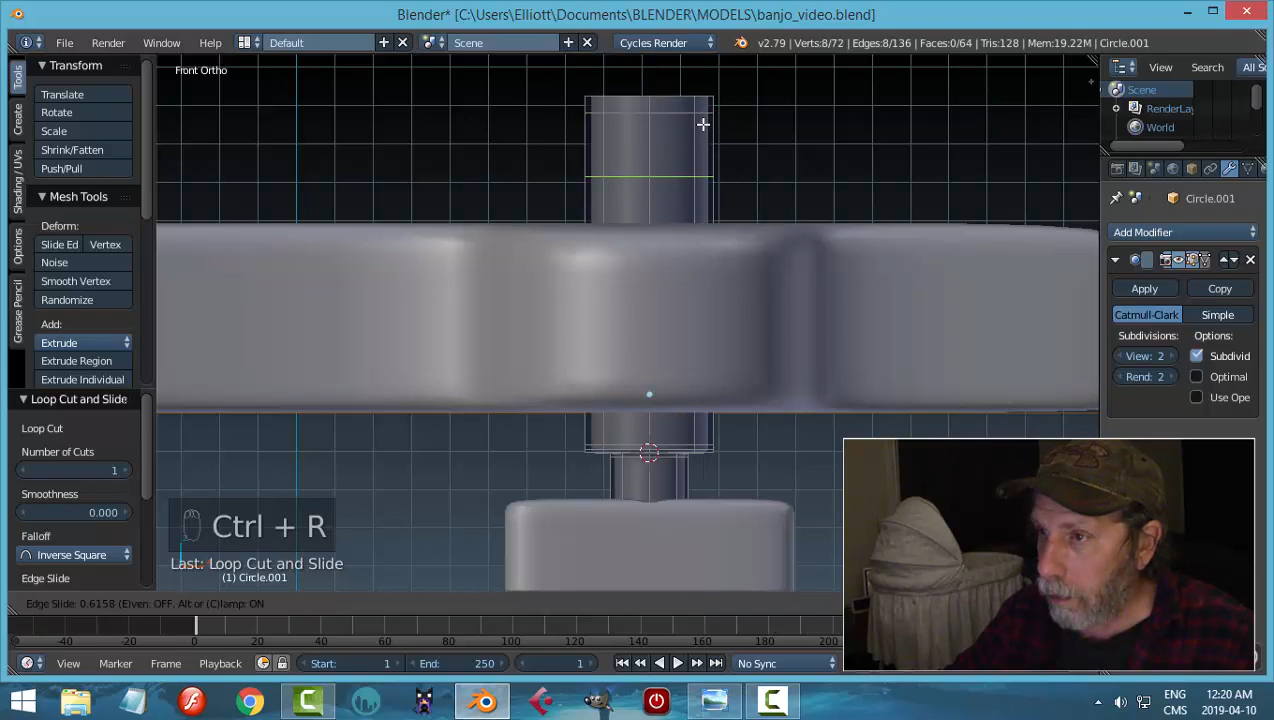 Blender* [C:\Users\Elliott\Documents\BLENDER\MODELS\banjo_video.blend]
File Render Window Help Default Scene Cycles Render v2.79 | Verts:8/72 | Edges:8/136 | Faces:0/64 | Tris:128 | Mem:19.22M | Circle.001
Front Ortho
View Search All Sc
Scene
RenderLay
World
Tools
Create
Shading / UVs
Options
Grease Pencil
Transform
Translate
Rotate
Scale
Shrink/Fatten
Push/Pull
Mesh Tools
Deform:
Slide Ed Vertex
Noise
Smooth Vertex
Randomize
Add:
Extrude
Extrude Region
Extrude Individual
Loop Cut and Slide
Loop Cut
Number of Cuts
1
Smoothness
0.000
Falloff
Inverse Square
Edge Slide
Circle.001
Add Modifier
Apply Copy
Catmull-Clark Simple
Subdivisions: Options:
View: 2 Subdivid
Rend: 2 Optimal
Use Ope
Ctrl + R
Last: Loop Cut and Slide
(1) Circle.001
Edge Slide: 0.6158 (E)ven: OFF, Alt or (C)lamp: ON
-40 -20 0 20 40 60 80 100 120 140 160 180 200
View Marker Frame Playback Start: 1 End: 250 1 No Sync
ENG 12:20 AM
CMS 2019-04-10